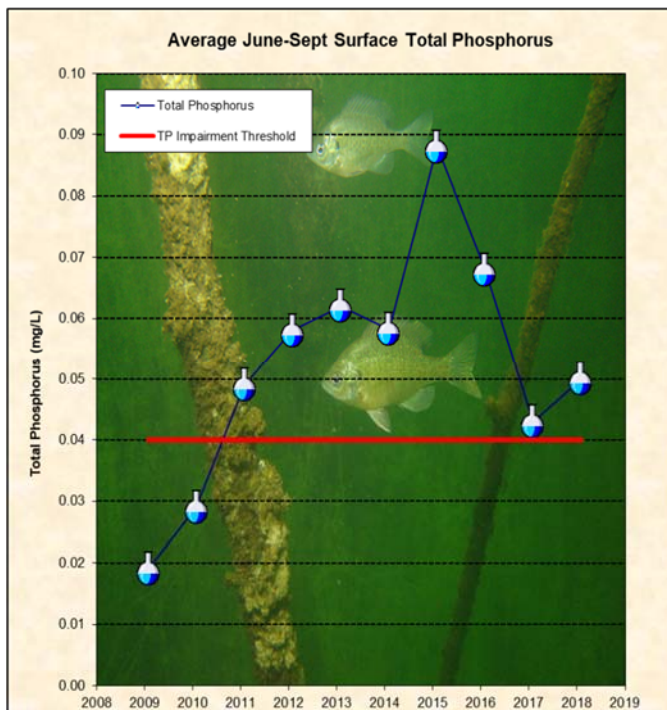 Average June-Sept Surface Total Phosphorus
0.10
Total Phosphorus
TP Impairment Threshold
0.09
0.08
0.07
0.06
0.05
0.04
0.03
0.02
0.01
0.00
Total Phosphorus (mg/L)
2008 2009 2010 2011 2012 2013 2014 2015 2016 2017 2018 2019